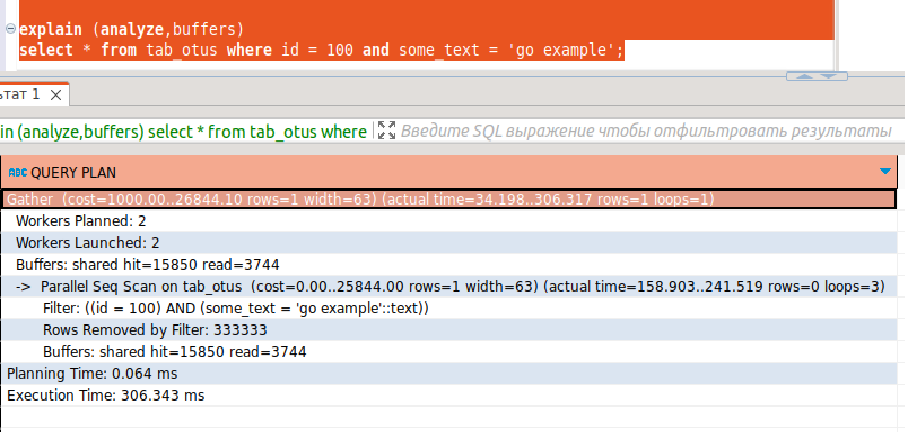 explain (analyze,buffers)
select * from tab_otus where id = 100 and some_text = 'go example';
ьтат 1
in (analyze,buffers) select * from tab_otus where
Введите SQL выражение чтобы отфильтровать результаты
ABC QUERY PLAN
Gather (cost=1000.00..26844.10 rows=1 width=63) (actual time=34.198..306.317 rows=1 loops=1)
Workers Planned: 2
Workers Launched: 2
Buffers: shared hit=15850 read=3744
-> Parallel Seq Scan on tab_otus (cost=0.00..25844.00 rows=1 width=63) (actual time=158.903..241.519 rows=0 loops=3)
Filter: ((id = 100) AND (some_text = 'go example'::text))
Rows Removed by Filter: 333333
Buffers: shared hit=15850 read=3744
Planning Time: 0.064 ms
Execution Time: 306.343 ms